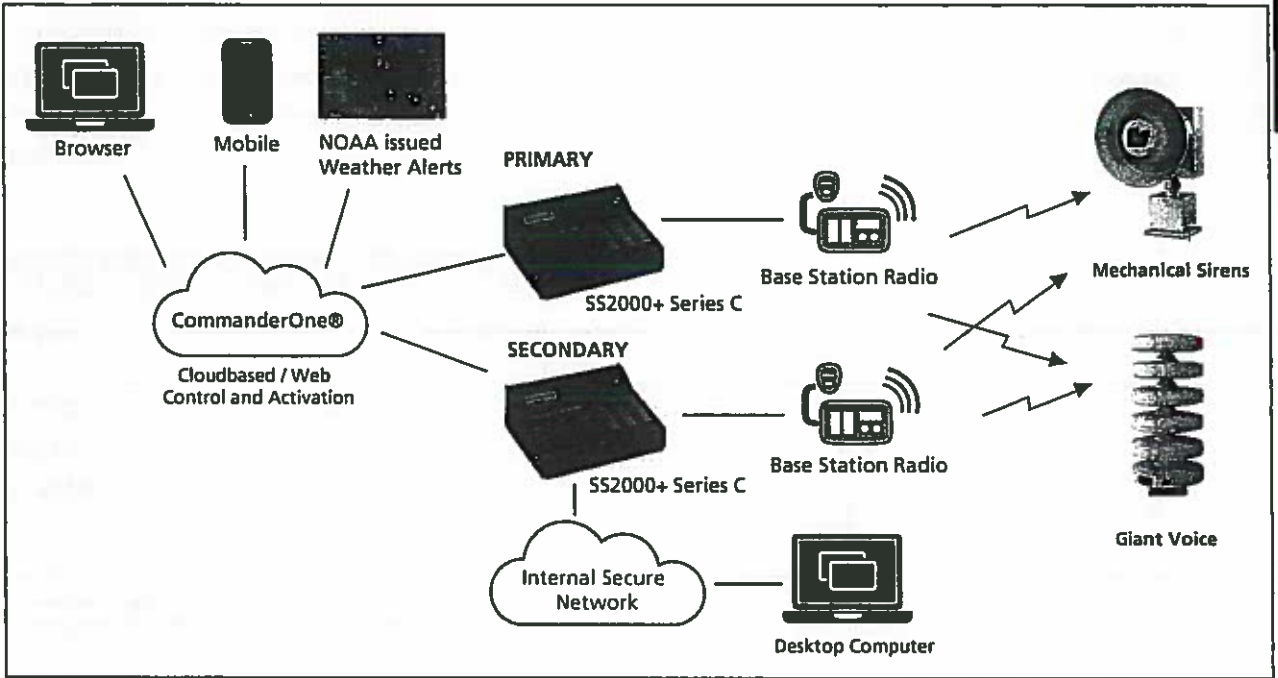 Browser
Mobile
NOAA issued
Weather Alerts
PRIMARY
SS2000+ Series C
Base Station Radio
Mechanical Sirens
CommanderOne®
Cloudbased / Web
Control and Activation
SECONDARY
SS2000+ Series C
Base Station Radio
Giant Voice
Internal Secure
Network
Desktop Computer